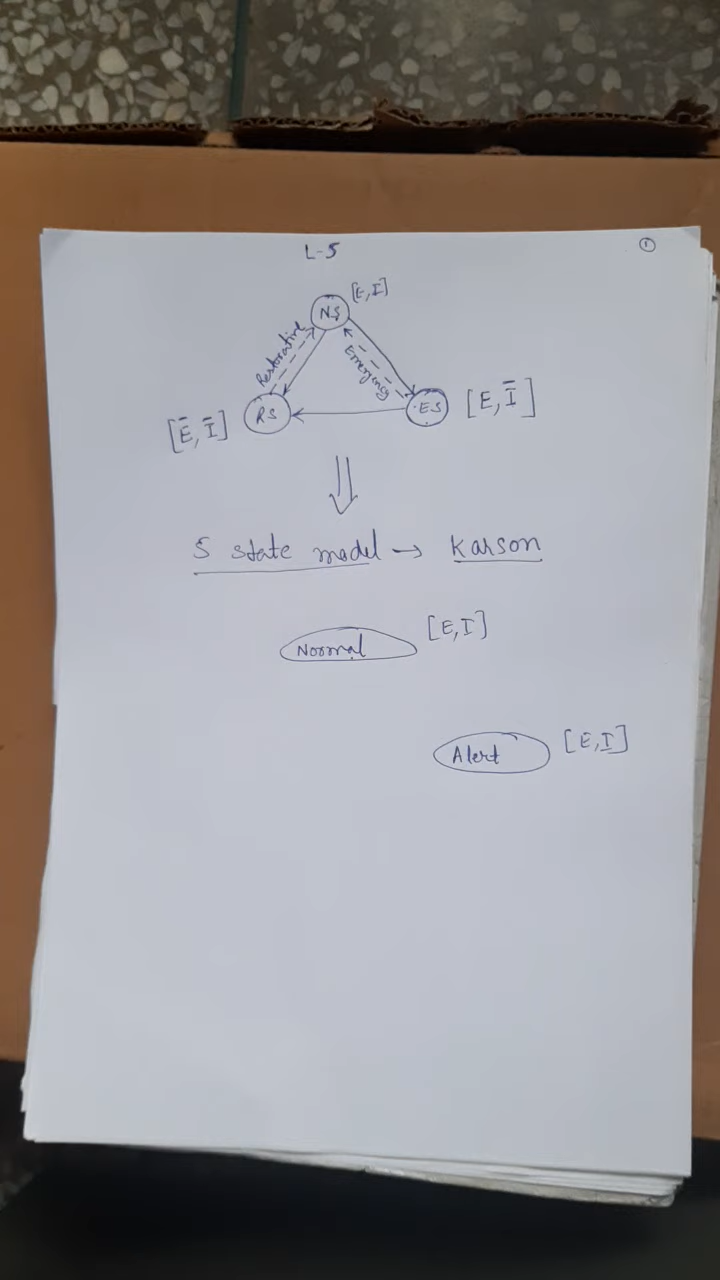 L-5
①
[E, I]
NS
Restorative
Emergency
[Ē, Ī]
RS
ES
[E, Ī]
5 state model → Karson
Normal
[E, I]
Alert
[E, I]